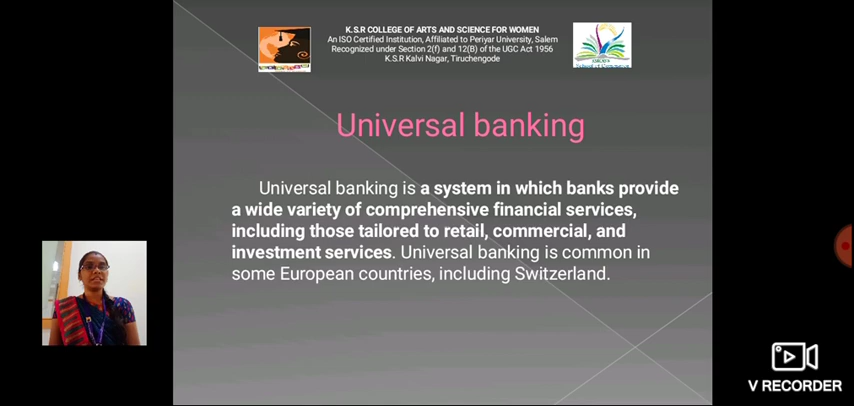 K.S.R COLLEGE OF ARTS AND SCIENCE FOR WOMEN
An ISO Certified Institution, Affiliated to Periyar University, Salem
Recognized under Section 2(f) and 12(B) of the UGC Act 1956
K.S.R Kalvi Nagar, Tiruchengode
School of Commerce
Universal banking
Universal banking is a system in which banks provide
a wide variety of comprehensive financial services,
including those tailored to retail, commercial, and
investment services. Universal banking is common in
some European countries, including Switzerland.
V RECORDER